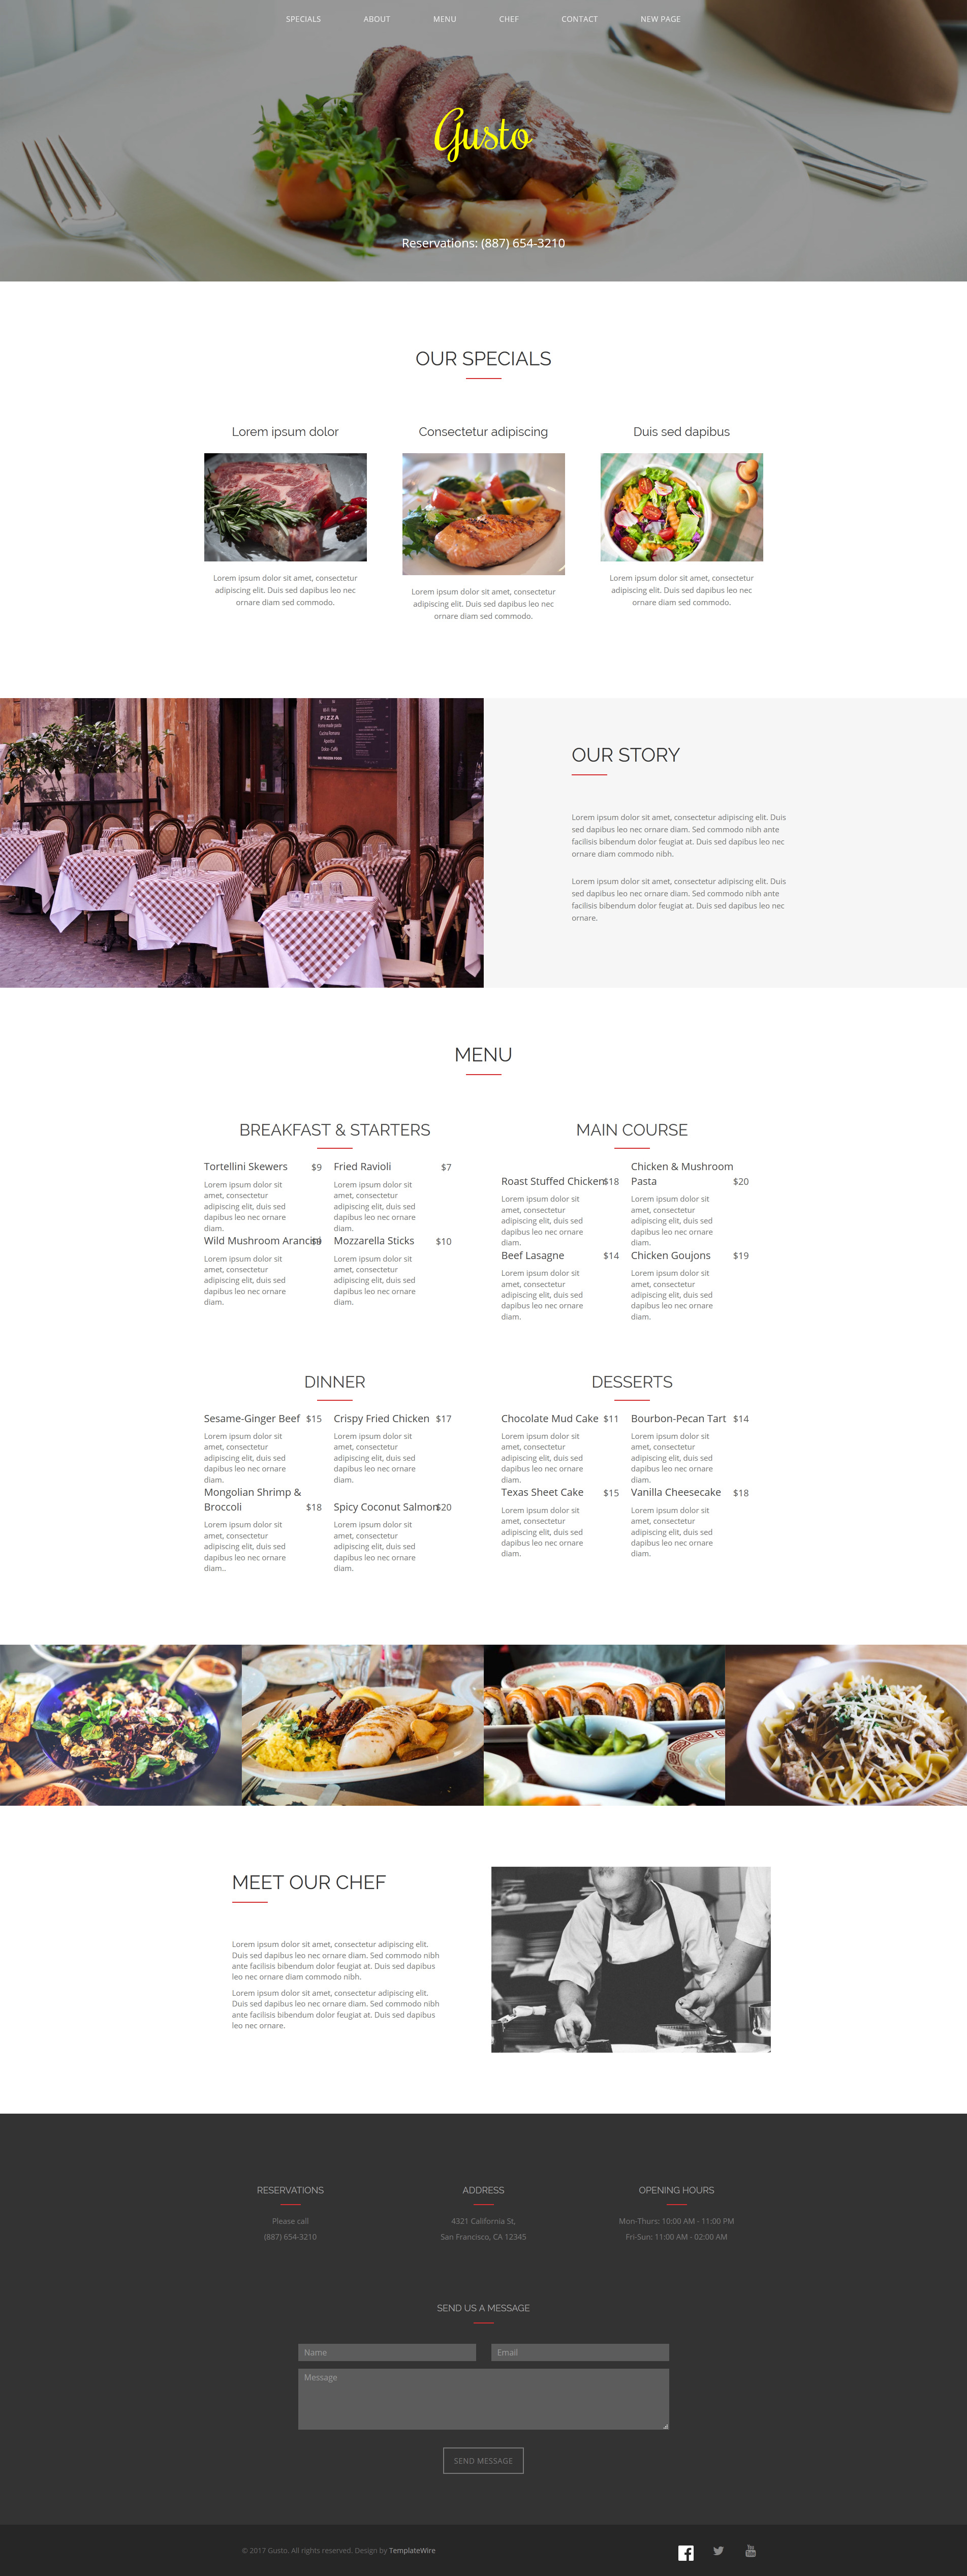 SPECIALS ABOUT MENU CHEF CONTACT NEW PAGE
Gusto
Reservations: (887) 654-3210
OUR SPECIALS
Lorem ipsum dolor
Lorem ipsum dolor sit amet, consectetur
adipiscing elit. Duis sed dapibus leo nec
ornare diam sed commodo.
Consectetur adipiscing
Lorem ipsum dolor sit amet, consectetur
adipiscing elit. Duis sed dapibus leo nec
ornare diam sed commodo.
Duis sed dapibus
Lorem ipsum dolor sit amet, consectetur
adipiscing elit. Duis sed dapibus leo nec
ornare diam sed commodo.
PIZZA
OUR STORY
Lorem ipsum dolor sit amet, consectetur adipiscing elit. Duis
sed dapibus leo nec ornare diam. Sed commodo nibh ante
facilisis bibendum dolor feugiat at. Duis sed dapibus leo nec
ornare diam commodo nibh.
Lorem ipsum dolor sit amet, consectetur adipiscing elit. Duis
sed dapibus leo nec ornare diam. Sed commodo nibh ante
facilisis bibendum dolor feugiat at. Duis sed dapibus leo nec
ornare.
MENU
BREAKFAST & STARTERS
Tortellini Skewers $9
Lorem ipsum dolor sit
amet, consectetur
adipiscing elit, duis sed
dapibus leo nec ornare
diam.
Fried Ravioli $7
Lorem ipsum dolor sit
amet, consectetur
adipiscing elit, duis sed
dapibus leo nec ornare
diam.
Wild Mushroom Arancini $9
Lorem ipsum dolor sit
amet, consectetur
adipiscing elit, duis sed
dapibus leo nec ornare
diam.
Mozzarella Sticks $10
Lorem ipsum dolor sit
amet, consectetur
adipiscing elit, duis sed
dapibus leo nec ornare
diam.
MAIN COURSE
Roast Stuffed Chicken $18
Lorem ipsum dolor sit
amet, consectetur
adipiscing elit, duis sed
dapibus leo nec ornare
diam.
Chicken & Mushroom
Pasta $20
Lorem ipsum dolor sit
amet, consectetur
adipiscing elit, duis sed
dapibus leo nec ornare
diam.
Beef Lasagne $14
Lorem ipsum dolor sit
amet, consectetur
adipiscing elit, duis sed
dapibus leo nec ornare
diam.
Chicken Goujons $19
Lorem ipsum dolor sit
amet, consectetur
adipiscing elit, duis sed
dapibus leo nec ornare
diam.
DINNER
Sesame-Ginger Beef $15
Lorem ipsum dolor sit
amet, consectetur
adipiscing elit, duis sed
dapibus leo nec ornare
diam.
Crispy Fried Chicken $17
Lorem ipsum dolor sit
amet, consectetur
adipiscing elit, duis sed
dapibus leo nec ornare
diam.
Mongolian Shrimp &
Broccoli $18
Lorem ipsum dolor sit
amet, consectetur
adipiscing elit, duis sed
dapibus leo nec ornare
diam..
Spicy Coconut Salmon $20
Lorem ipsum dolor sit
amet, consectetur
adipiscing elit, duis sed
dapibus leo nec ornare
diam.
DESSERTS
Chocolate Mud Cake $11
Lorem ipsum dolor sit
amet, consectetur
adipiscing elit, duis sed
dapibus leo nec ornare
diam.
Bourbon-Pecan Tart $14
Lorem ipsum dolor sit
amet, consectetur
adipiscing elit, duis sed
dapibus leo nec ornare
diam.
Texas Sheet Cake $15
Lorem ipsum dolor sit
amet, consectetur
adipiscing elit, duis sed
dapibus leo nec ornare
diam.
Vanilla Cheesecake $18
Lorem ipsum dolor sit
amet, consectetur
adipiscing elit, duis sed
dapibus leo nec ornare
diam.
MEET OUR CHEF
Lorem ipsum dolor sit amet, consectetur adipiscing elit.
Duis sed dapibus leo nec ornare diam. Sed commodo nibh
ante facilisis bibendum dolor feugiat at. Duis sed dapibus
leo nec ornare diam commodo nibh.
Lorem ipsum dolor sit amet, consectetur adipiscing elit.
Duis sed dapibus leo nec ornare diam. Sed commodo nibh
ante facilisis bibendum dolor feugiat at. Duis sed dapibus
leo nec ornare.
RESERVATIONS
Please call
(887) 654-3210
ADDRESS
4321 California St,
San Francisco, CA 12345
OPENING HOURS
Mon-Thurs: 10:00 AM - 11:00 PM
Fri-Sun: 11:00 AM - 02:00 AM
SEND US A MESSAGE
Name
Email
Message
SEND MESSAGE
© 2017 Gusto. All rights reserved. Design by TemplateWire